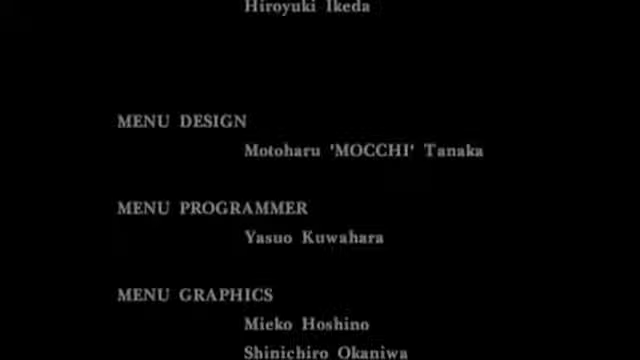 Hiroyuki Ikeda
MENU DESIGN
Motoharu 'MOCCHI' Tanaka
MENU PROGRAMMER
Yasuo Kuwahara
MENU GRAPHICS
Mieko Hoshino
Shinichiro Okaniwa